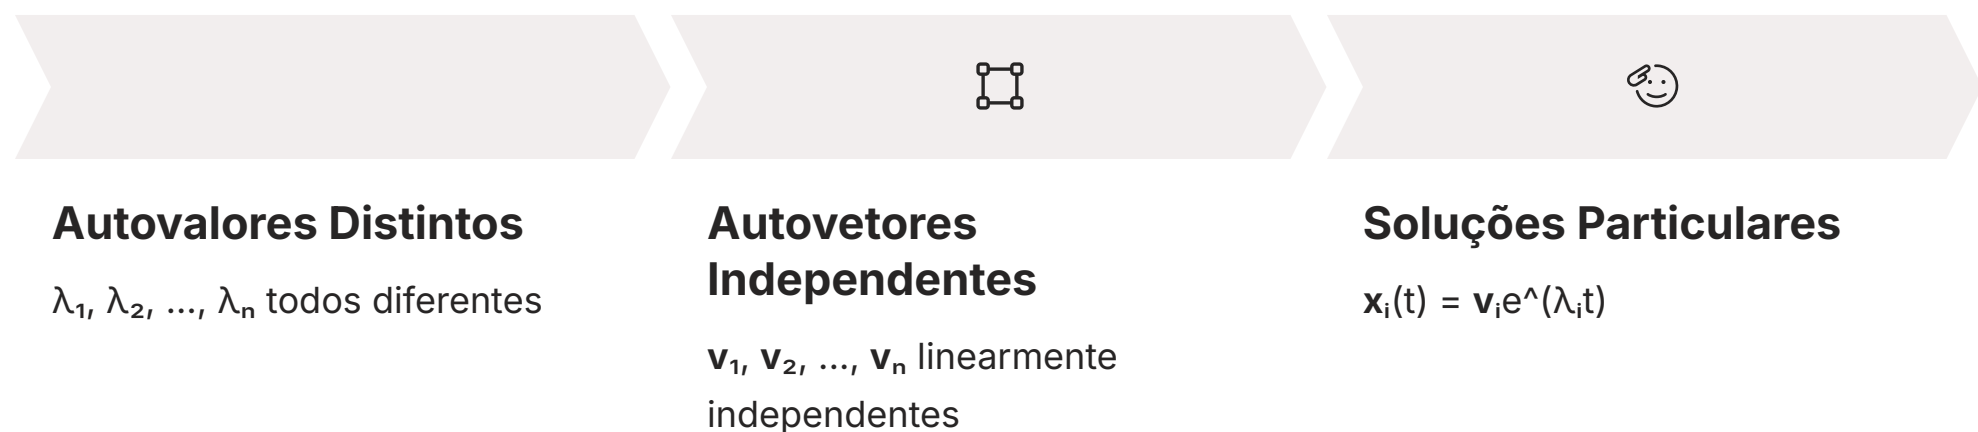 Autovalores Distintos
λ₁, λ₂, ..., λₙ todos diferentes
Autovetores
Independentes
v₁, v₂, ..., vₙ linearmente
independentes
Soluções Particulares
xᵢ(t) = vᵢe^(λᵢt)